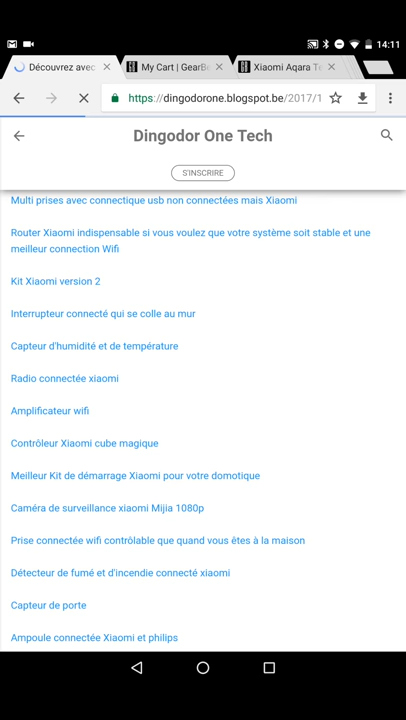 14:11
Découvrez avec
My Cart | GearBe
Xiaomi Aqara Te
https://dingodorone.blogspot.be/2017/1
Dingodor One Tech
S'INSCRIRE
Multi prises avec connectique usb non connectées mais Xiaomi
Router Xiaomi indispensable si vous voulez que votre système soit stable et une
meilleur connection Wifi
Kit Xiaomi version 2
Interrupteur connecté qui se colle au mur
Capteur d'humidité et de température
Radio connectée xiaomi
Amplificateur wifi
Contrôleur Xiaomi cube magique
Meilleur Kit de démarrage Xiaomi pour votre domotique
Caméra de surveillance xiaomi Mijia 1080p
Prise connectée wifi contrôlable que quand vous êtes à la maison
Détecteur de fumé et d'incendie connecté xiaomi
Capteur de porte
Ampoule connectée Xiaomi et philips